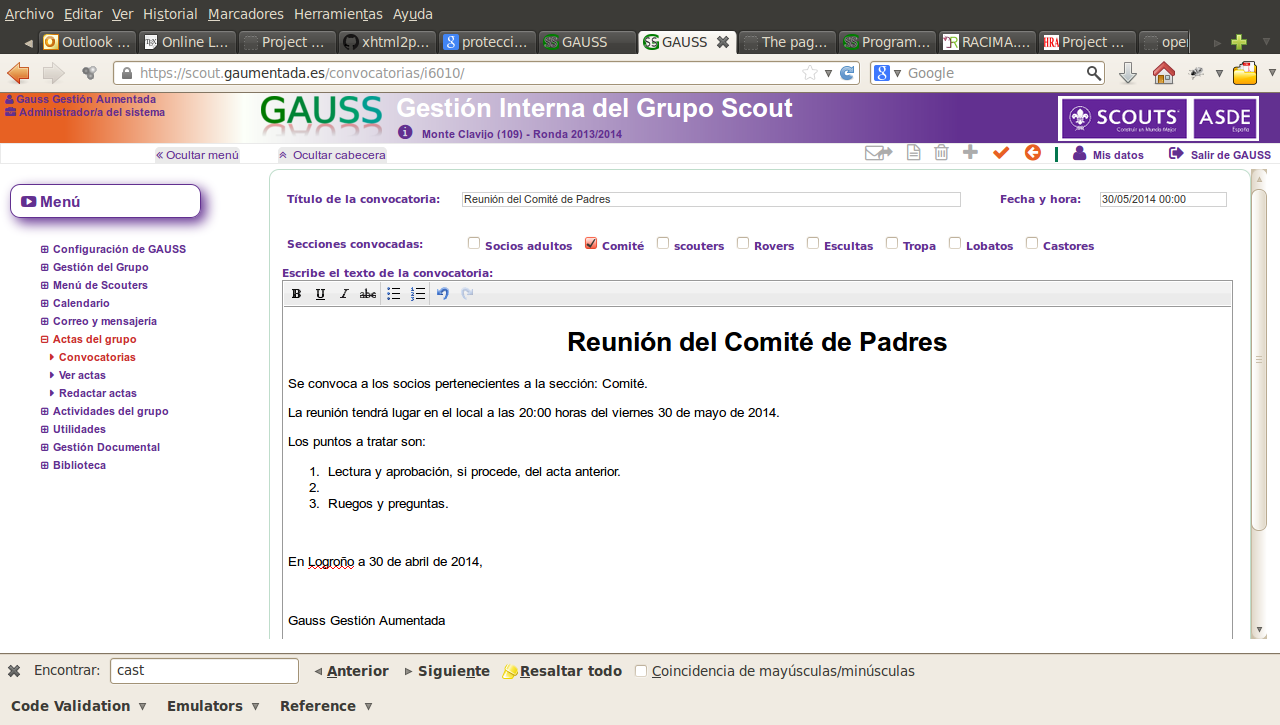 Archivo Editar Ver Historial Marcadores Herramientas Ayuda
Outlook ... Online L... Project ... xhtml2p... protecci... GAUSS GAUSS The pag... Program... RACIMA.... Project ... oper
https://scout.gaumentada.es/convocatorias/i6010/ Google
Gauss Gestión Aumentada
Administrador/a del sistema
GAUSS Gestión Interna del Grupo Scout
Monte Clavijo (109) - Ronda 2013/2014
SCOUTS ASDE
Construir un Mundo Mejor España
Ocultar menú Ocultar cabecera Mis datos Salir de GAUSS
Menú
Configuración de GAUSS
Gestión del Grupo
Menú de Scouters
Calendario
Correo y mensajería
Actas del grupo
Convocatorias
Ver actas
Redactar actas
Actividades del grupo
Utilidades
Gestión Documental
Biblioteca
Título de la convocatoria: Reunión del Comité de Padres Fecha y hora: 30/05/2014 00:00
Secciones convocadas: Socios adultos Comité scouters Rovers Escultas Tropa Lobatos Castores
Escribe el texto de la convocatoria:
B U I abc
Reunión del Comité de Padres
Se convoca a los socios pertenecientes a la sección: Comité.
La reunión tendrá lugar en el local a las 20:00 horas del viernes 30 de mayo de 2014.
Los puntos a tratar son:
1. Lectura y aprobación, si procede, del acta anterior.
2.
3. Ruegos y preguntas.
En Logroño a 30 de abril de 2014,
Gauss Gestión Aumentada
Encontrar: cast Anterior Siguiente Resaltar todo Coincidencia de mayúsculas/minúsculas
Code Validation Emulators Reference